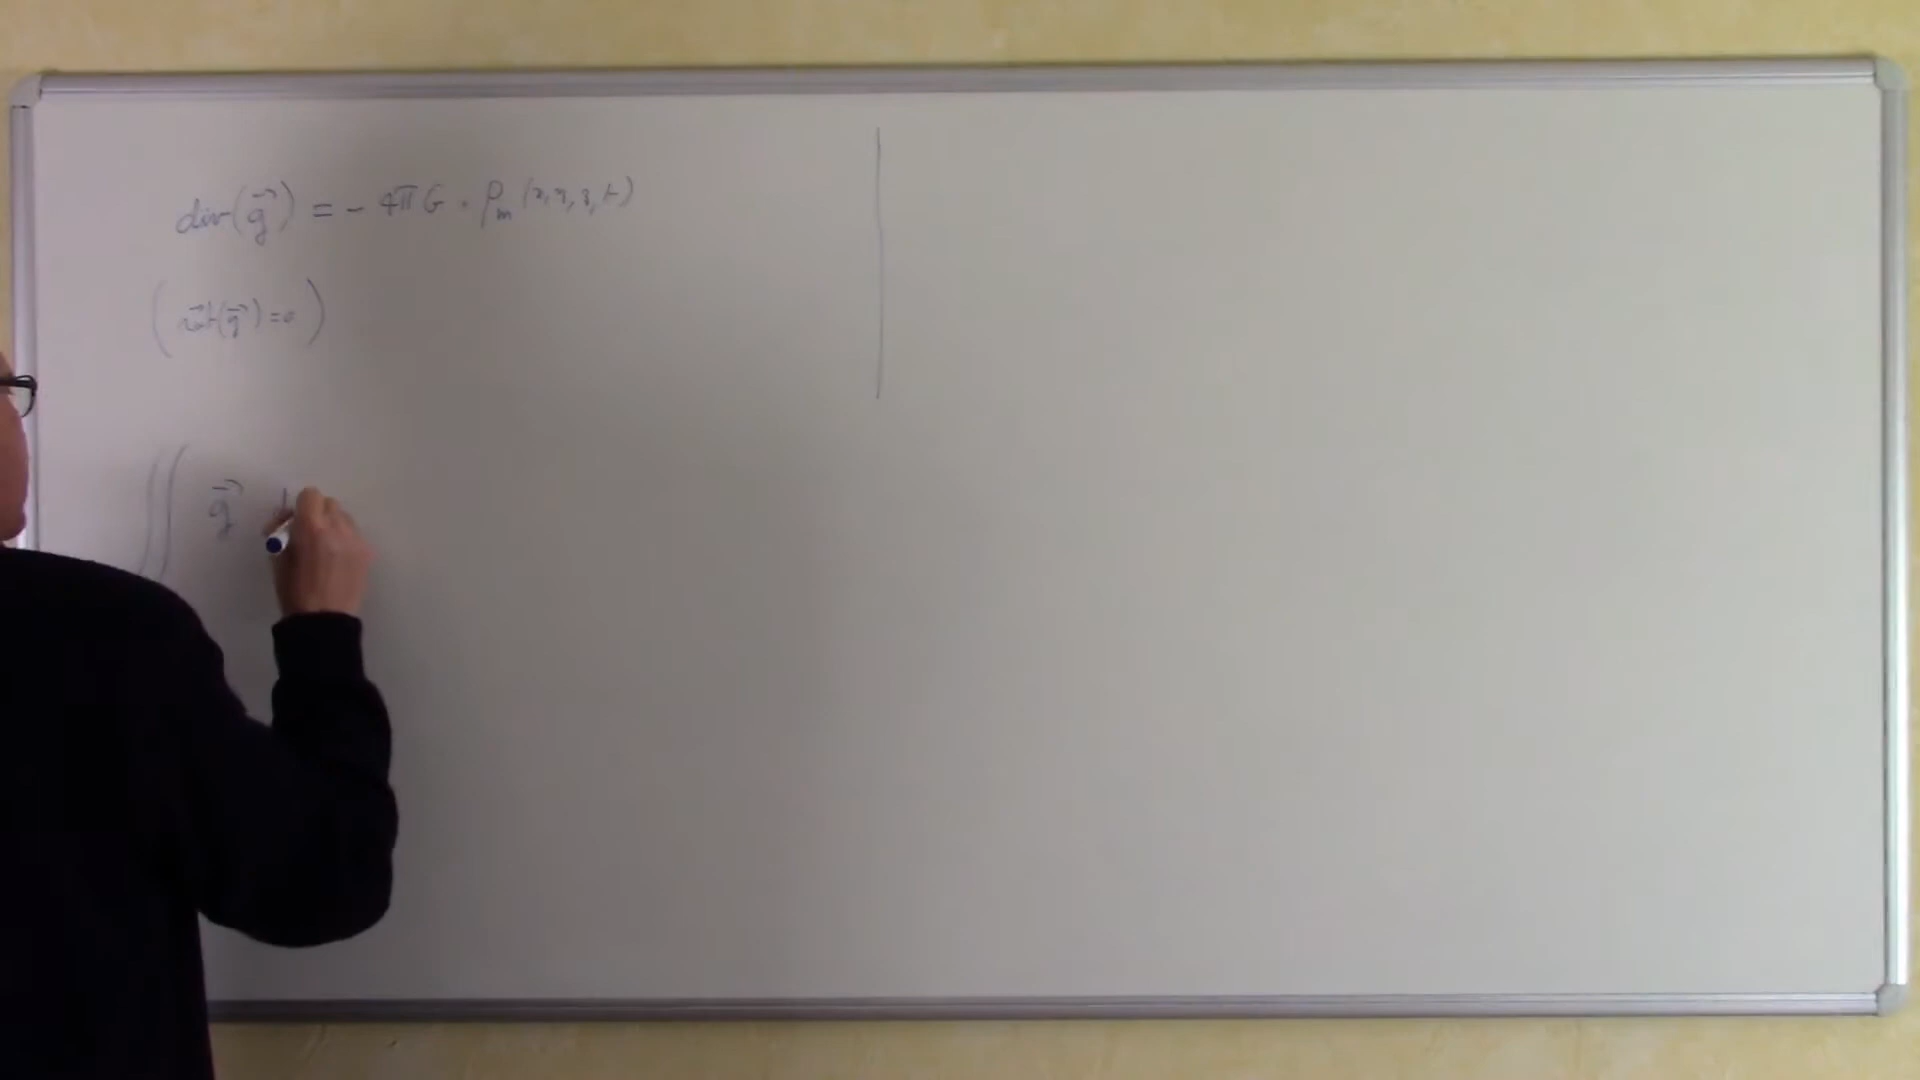 div(g⃗) = - 4πG · ρₘ(x,y,z,t)
(rot⃗(g⃗)=0)
∬ g⃗